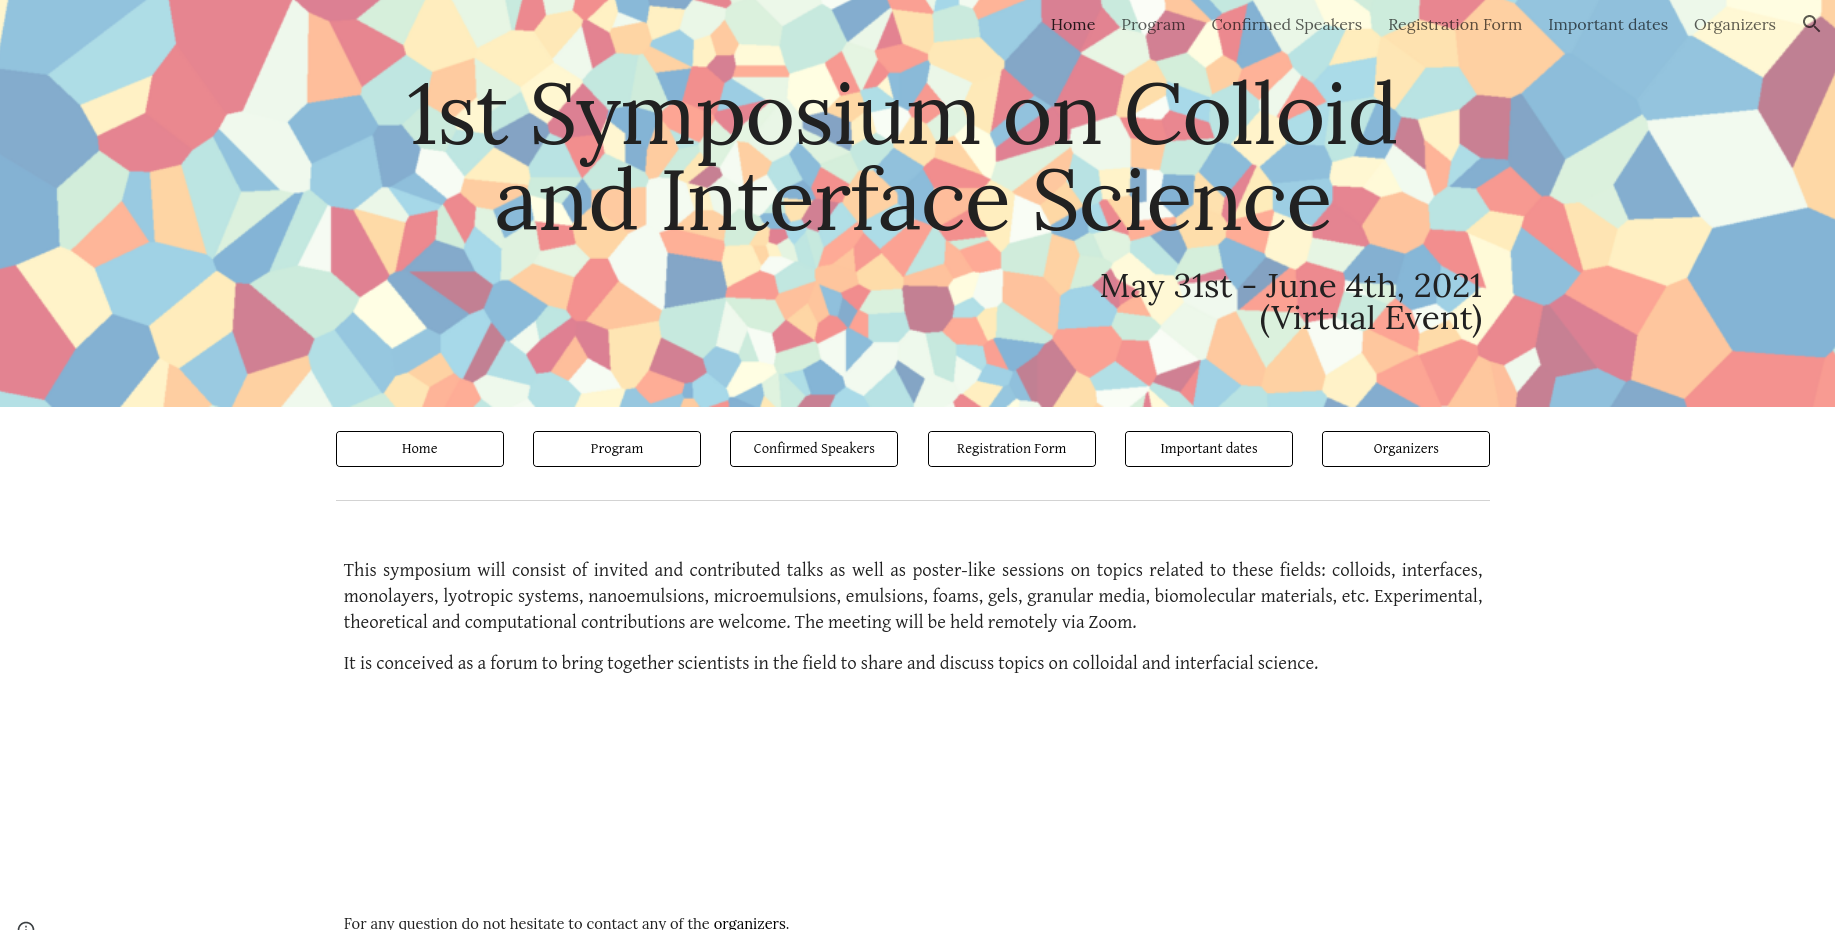 Home Program Confirmed Speakers Registration Form Important dates Organizers
1st Symposium on Colloid
and Interface Science
May 31st - June 4th, 2021
(Virtual Event)
Home Program Confirmed Speakers Registration Form Important dates Organizers
This symposium will consist of invited and contributed talks as well as poster-like sessions on topics related to these fields: colloids, interfaces,
monolayers, lyotropic systems, nanoemulsions, microemulsions, emulsions, foams, gels, granular media, biomolecular materials, etc. Experimental,
theoretical and computational contributions are welcome. The meeting will be held remotely via Zoom.
It is conceived as a forum to bring together scientists in the field to share and discuss topics on colloidal and interfacial science.
For any question do not hesitate to contact any of the organizers.